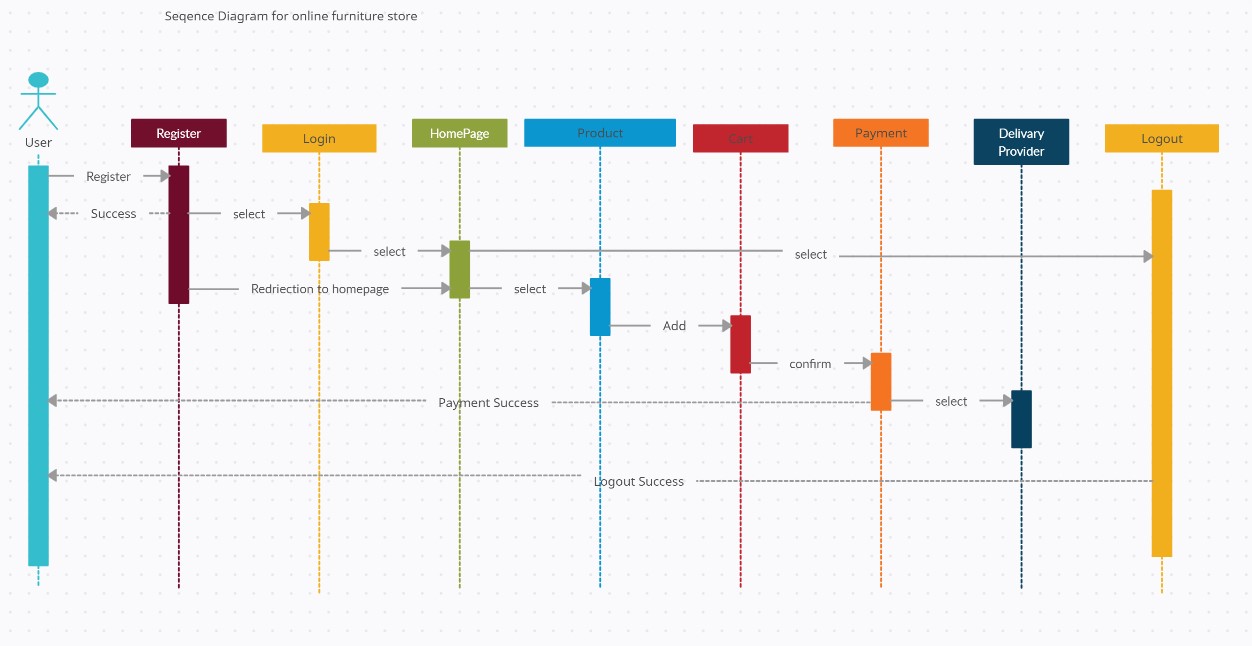 Seqence Diagram for online furniture store
User
Register
Login
HomePage
Product
Cart
Payment
Delivary
Provider
Logout
Register
Success
select
select
select
Redriection to homepage
select
Add
confirm
Payment Success
select
Logout Success